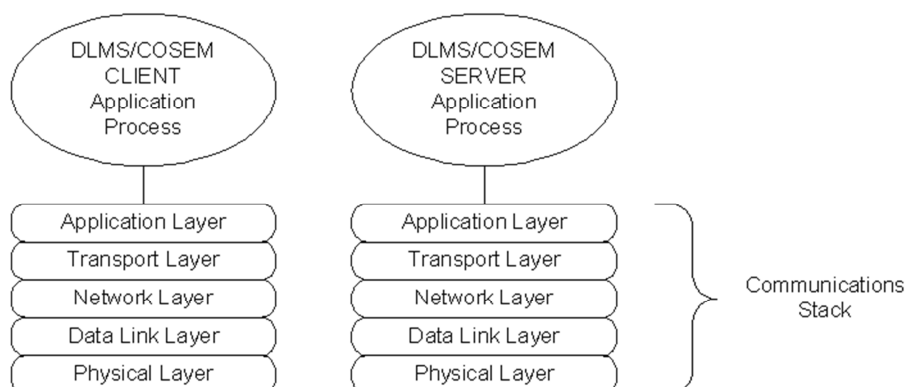 DLMS/COSEM
CLIENT
Application
Process
DLMS/COSEM
SERVER
Application
Process
Application Layer
Transport Layer
Network Layer
Data Link Layer
Physical Layer
Application Layer
Transport Layer
Network Layer
Data Link Layer
Physical Layer
Communications
Stack